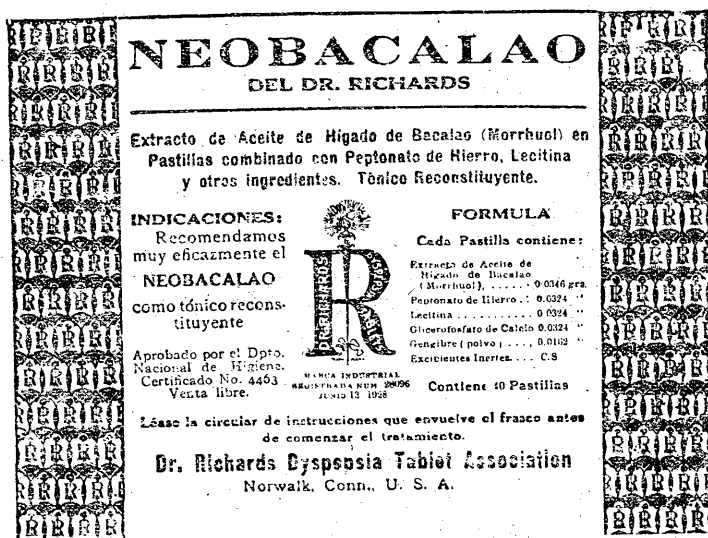 NEOBACALAO
DEL DR. RICHARDS
Extracto de Aceite de Higado de Bacalao (Morrhuol) en
Pastillas combinado con Peptonato de Hierro, Lecitina
y otros ingredientes. Tónico Reconstituyente.
INDICACIONES:
Recomendamos
muy eficazmente el
NEOBACALAO
como tónico recons-
tituyente
Aprobado por el Dpto.
Nacional de Higiene.
Certificado No. 4463
Venta libre.
R
DR. RICHARDS
MARCA INDUSTRIAL
REGISTRADA NUM 28096
JUNIO 13 1928
FORMULA
Cada Pastilla contiene:
Extracto de Aceite de
Higado de Bacalao
(Morrhuol), ...... 0.0346 grs.
Peptonato de Hierro .: 0.0324 "
Lecitina .......... 0.0324 "
Glicerofosfato de Calcio 0.0324 "
Gengibre (polvo) .... 0.0162 "
Excipientes Inertes.... C.S
Contiene 40 Pastillas
Léase la circular de instrucciones que envuelve el frasco antes
de comenzar el tratamiento.
Dr. Richards Dyspepsia Tablet Association
Norwalk, Conn., U. S. A.